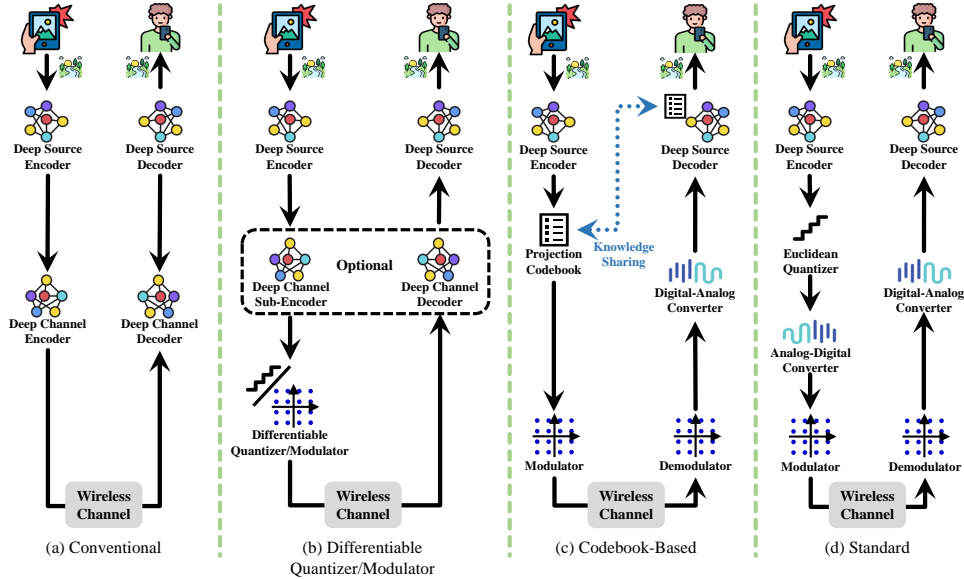 Deep Source
Encoder
Deep Source
Decoder
Deep Channel
Encoder
Deep Channel
Decoder
Wireless
Channel
(a) Conventional
Deep Source
Encoder
Deep Source
Decoder
Optional
Deep Channel
Sub-Encoder
Deep Channel
Decoder
Differentiable
Quantizer/Modulator
Wireless
Channel
(b) Differentiable
Quantizer/Modulator
Deep Source
Encoder
Deep Source
Decoder
Projection
Codebook
Knowledge
Sharing
Digital-Analog
Converter
Modulator
Demodulator
Wireless
Channel
(c) Codebook-Based
Deep Source
Encoder
Deep Source
Decoder
Euclidean
Quantizer
Digital-Analog
Converter
Analog-Digital
Converter
Modulator
Demodulator
Wireless
Channel
(d) Standard